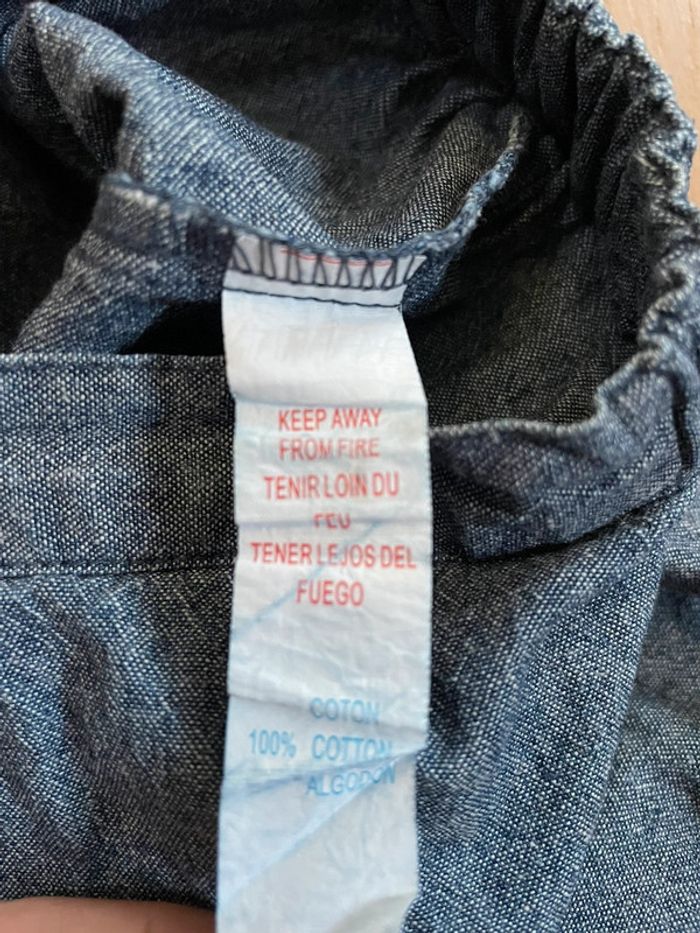 KEEP AWAY
FROM FIRE
TENIR LOIN DU
FEU
TENER LEJOS DEL
FUEGO
COTON
100% COTTON
ALGODON